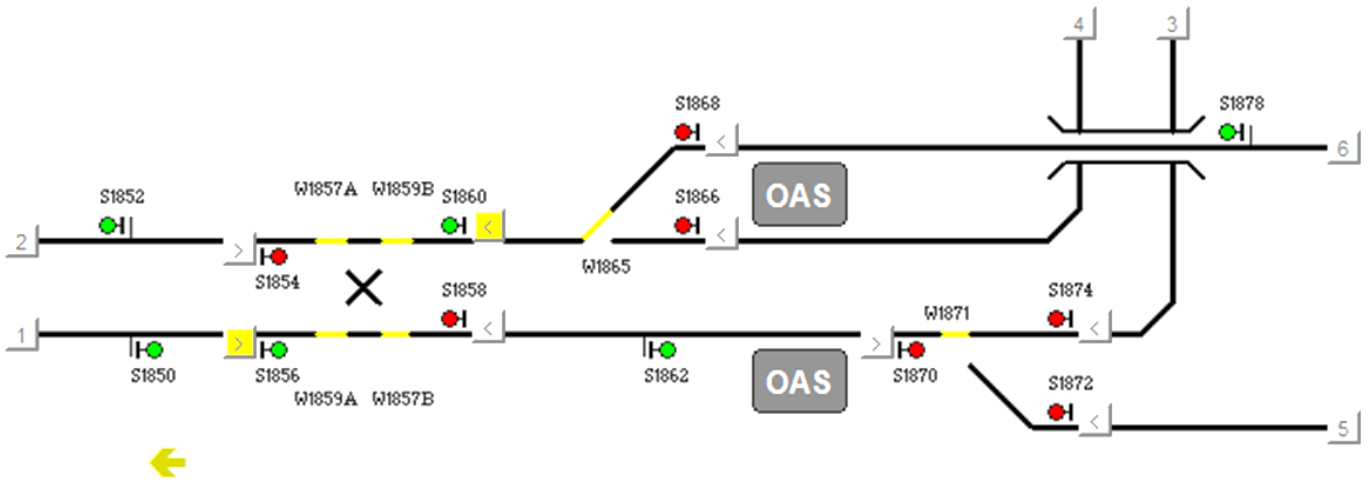 4 3
S1868 S1878
< 6
W1857A W1859B OAS
S1852 S1860 S1866
< <
2 >
S1854 W1865
S1858 W1871 S1874
1 > < > <
S1850 S1856 S1862 OAS S1870 S1872
W1859A W1857B
< 5